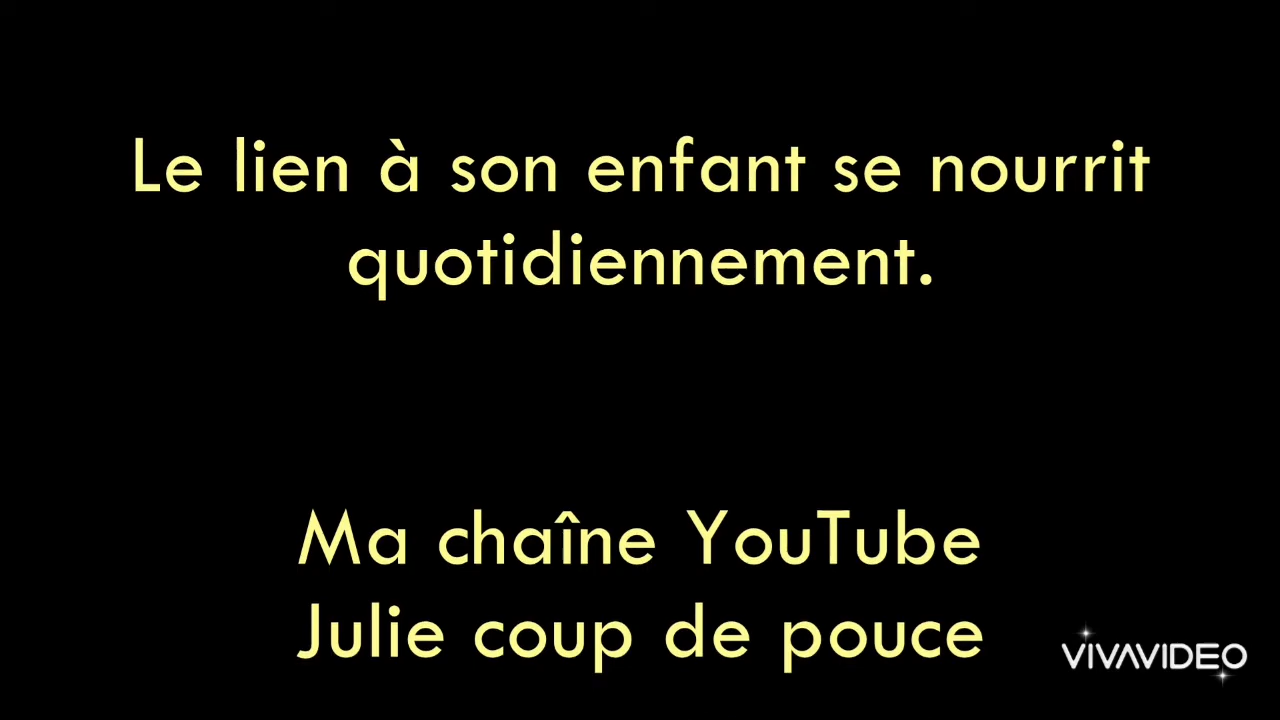 Le lien à son enfant se nourrit
quotidiennement.
Ma chaîne YouTube
Julie coup de pouce
VIVAVIDEO